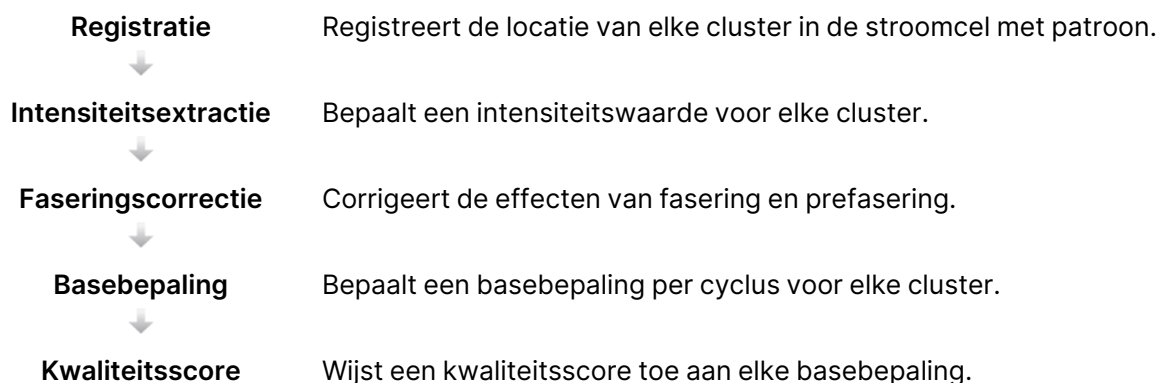 Registratie Registreert de locatie van elke cluster in de stroomcel met patroon.
Intensiteitsextractie Bepaalt een intensiteitswaarde voor elke cluster.
Faseringscorrectie Corrigeert de effecten van fasering en prefasering.
Basebepaling Bepaalt een basebepaling per cyclus voor elke cluster.
Kwaliteitsscore Wijst een kwaliteitsscore toe aan elke basebepaling.